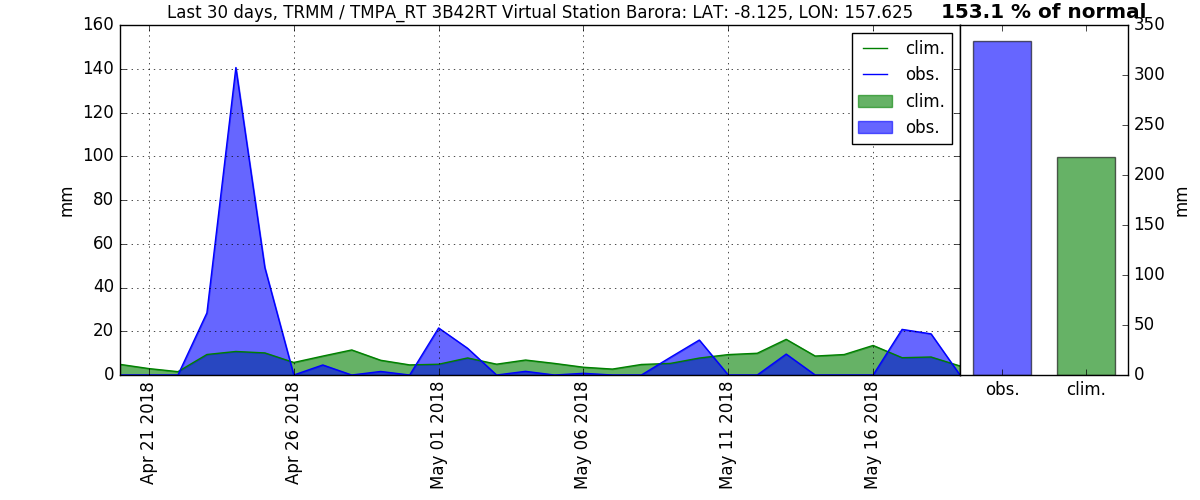 Last 30 days, TRMM / TMPA_RT 3B42RT Virtual Station Barora: LAT: -8.125, LON: 157.625
153.1 % of normal
160
140
120
100
80
60
40
20
0
mm
clim.
obs.
clim.
obs.
350
300
250
200
150
100
50
0
mm
obs.
clim.
Apr 21 2018
Apr 26 2018
May 01 2018
May 06 2018
May 11 2018
May 16 2018